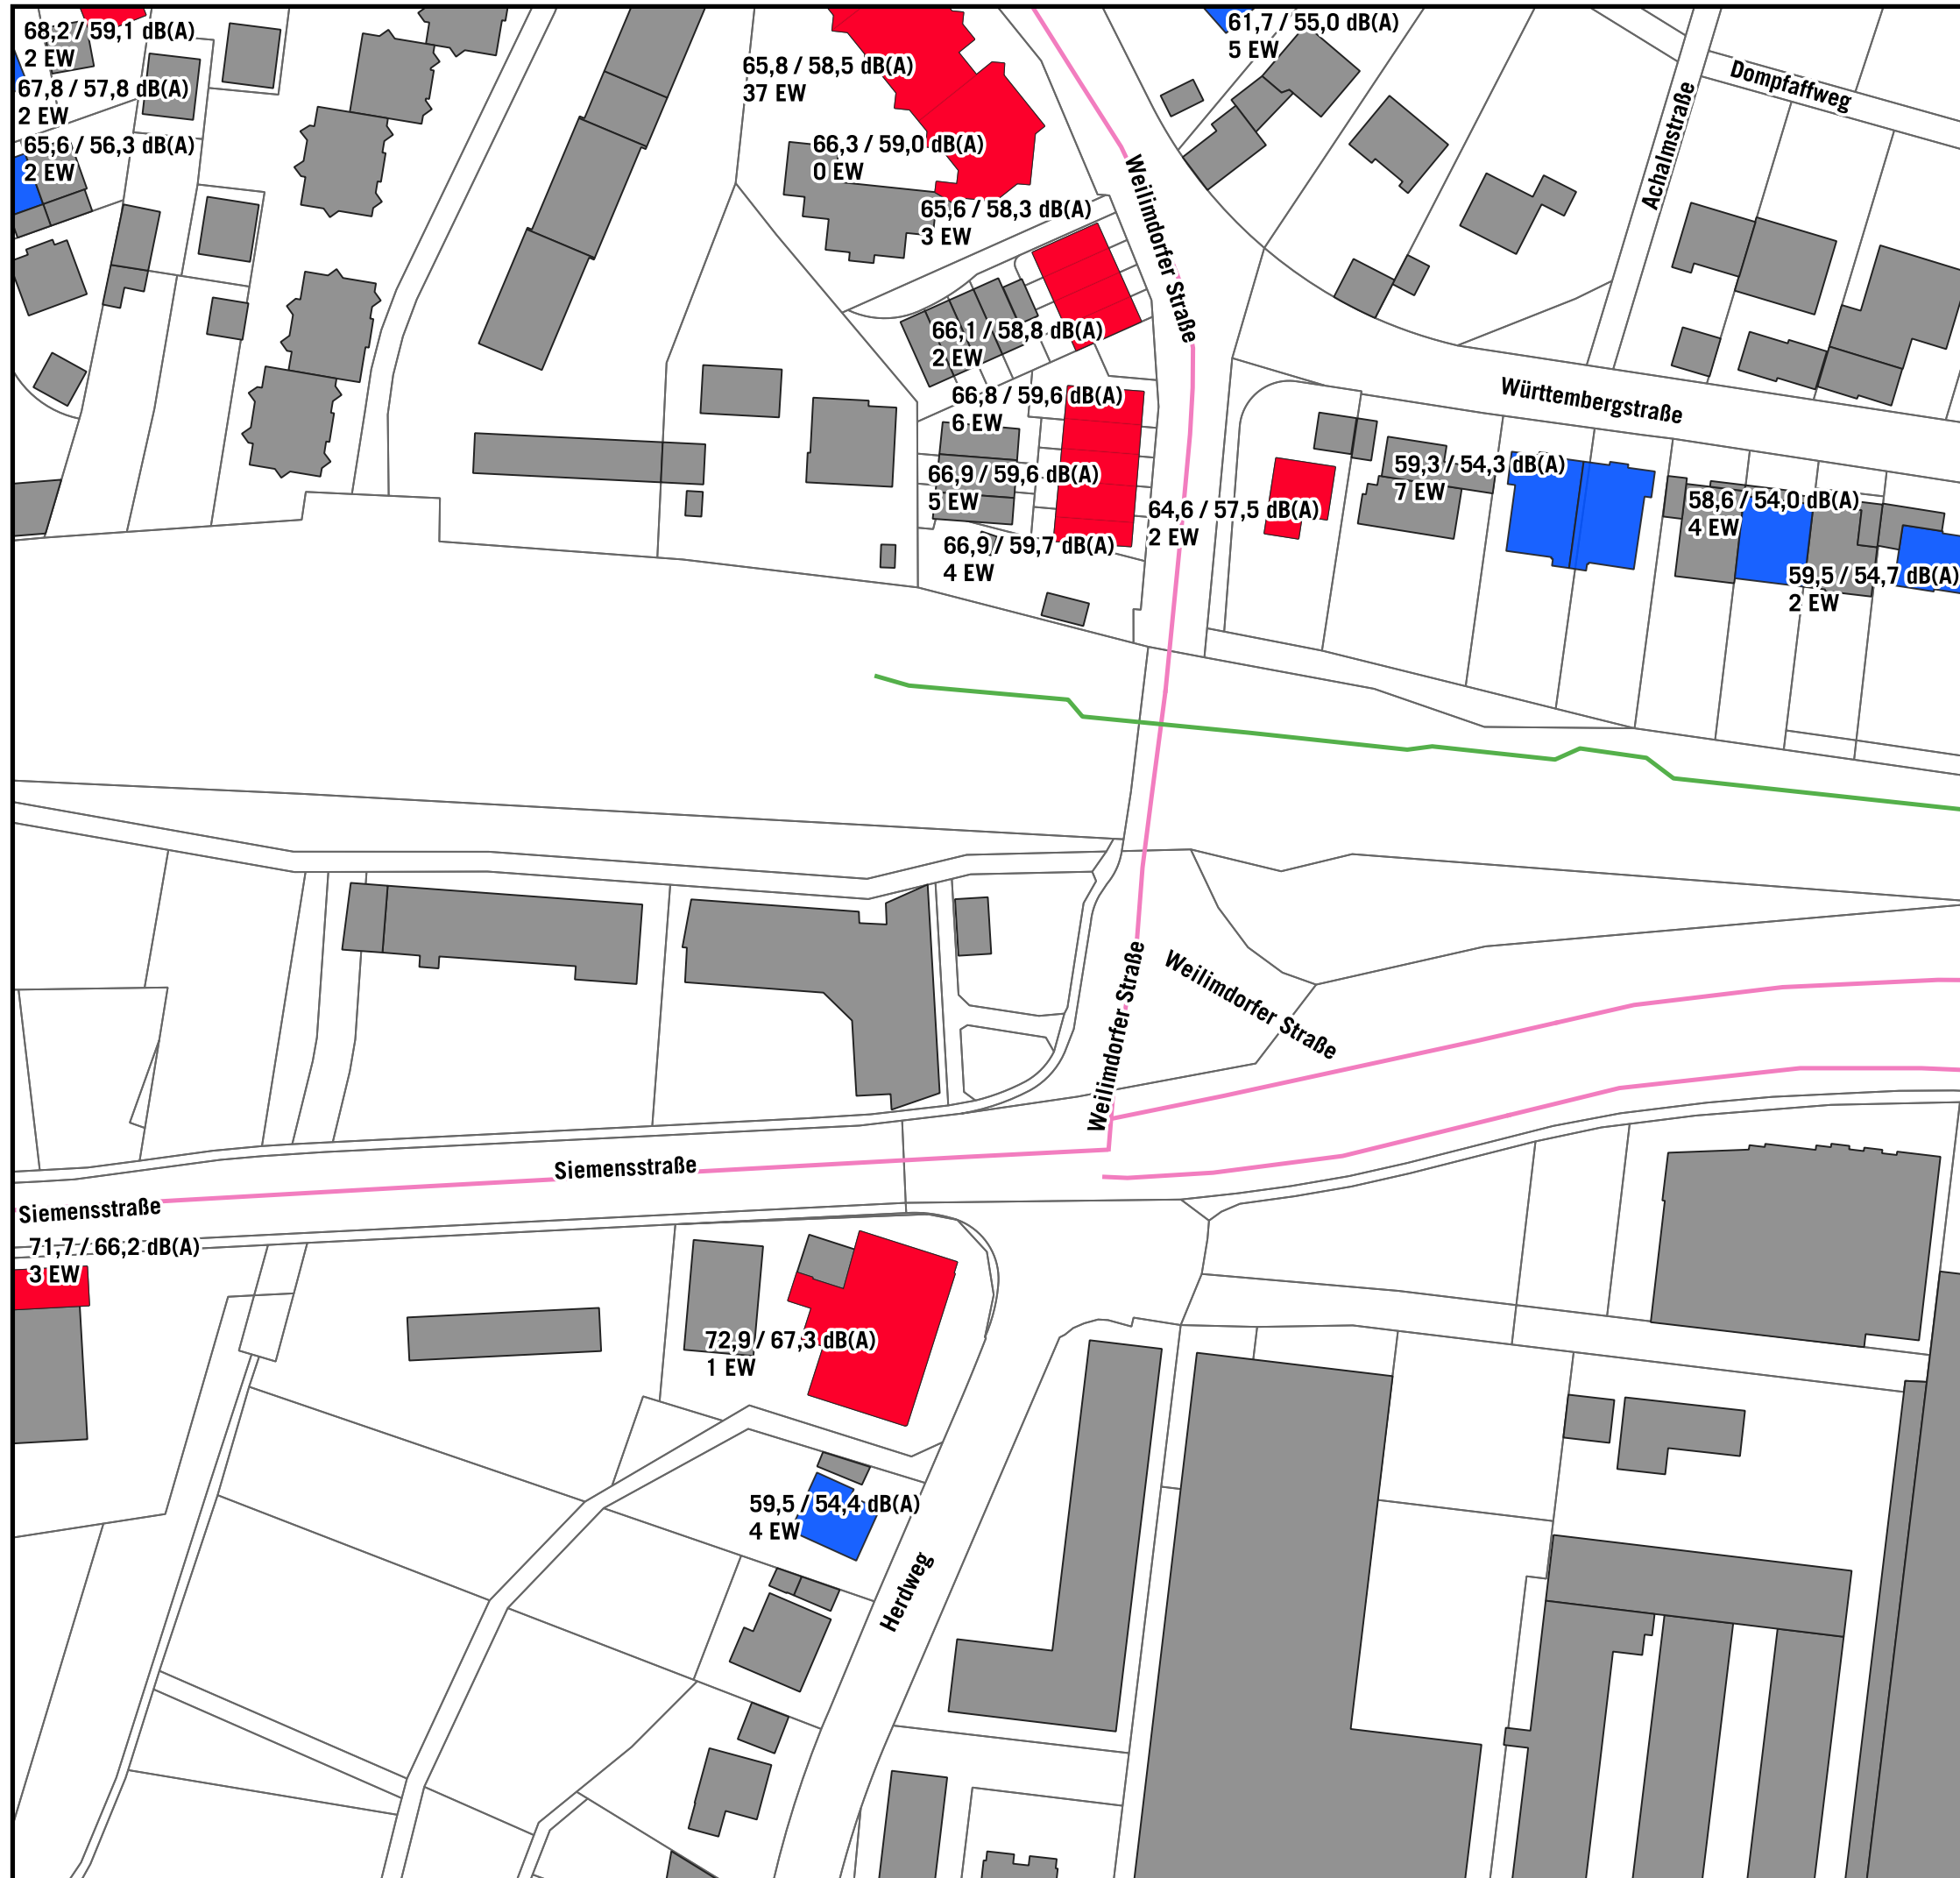 68,2 / 59,1 dB(A)
2 EW
67,8 / 57,8 dB(A)
2 EW
65,6 / 56,3 dB(A)
2 EW
65,8 / 58,5 dB(A)
37 EW
66,3 / 59,0 dB(A)
0 EW
65,6 / 58,3 dB(A)
3 EW
61,7 / 55,0 dB(A)
5 EW
Dompfaffweg
Achalmstraße
Weilimdorfer Straße
66,1 / 58,8 dB(A)
2 EW
66,8 / 59,6 dB(A)
6 EW
66,9 / 59,6 dB(A)
5 EW
66,9 / 59,7 dB(A)
4 EW
64,6 / 57,5 dB(A)
2 EW
Württembergstraße
59,3 / 54,3 dB(A)
7 EW
58,6 / 54,0 dB(A)
4 EW
59,5 / 54,7 dB(A)
2 EW
Weilimdorfer Straße
Weilimdorfer Straße
Siemensstraße
Siemensstraße
71,7 / 66,2 dB(A)
3 EW
72,9 / 67,3 dB(A)
1 EW
59,5 / 54,4 dB(A)
4 EW
Herdweg